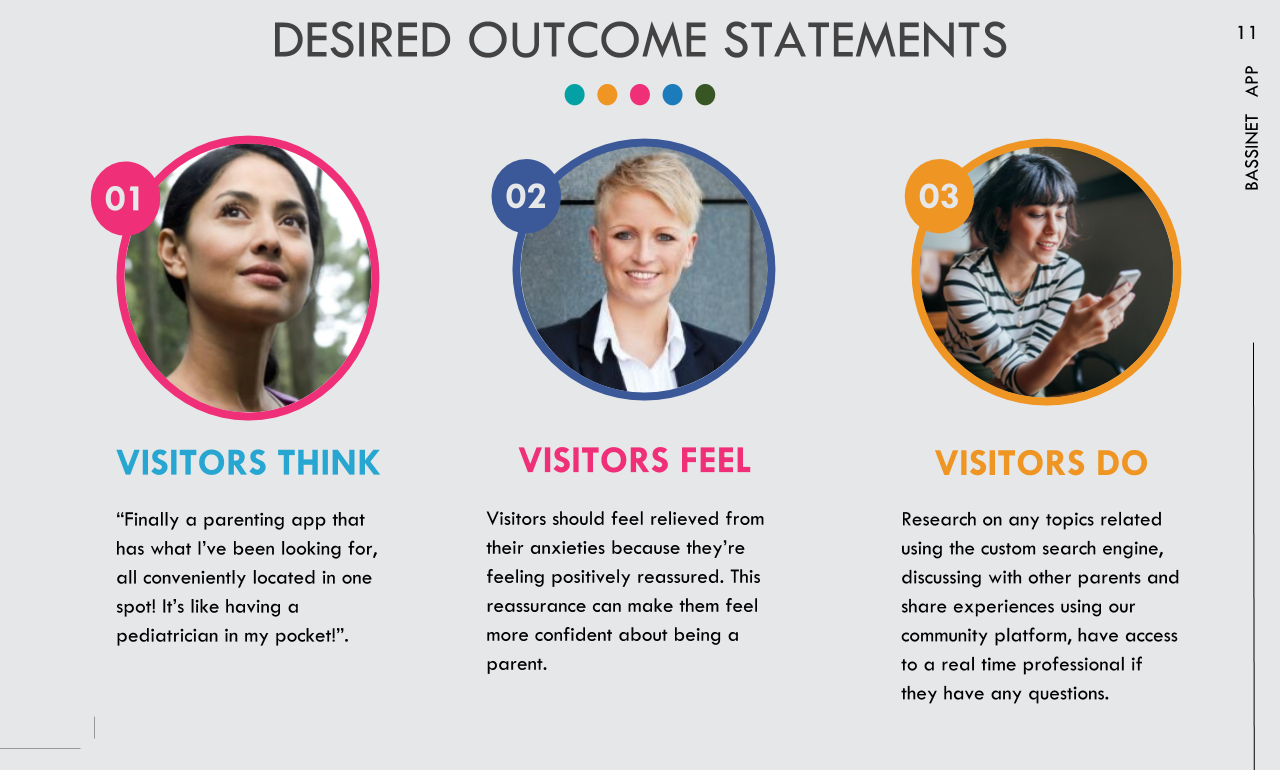 DESIRED OUTCOME STATEMENTS
11
BASSINET APP
01
02
03
VISITORS THINK
“Finally a parenting app that
has what I’ve been looking for,
all conveniently located in one
spot! It’s like having a
pediatrician in my pocket!”.
VISITORS FEEL
Visitors should feel relieved from
their anxieties because they’re
feeling positively reassured. This
reassurance can make them feel
more confident about being a
parent.
VISITORS DO
Research on any topics related
using the custom search engine,
discussing with other parents and
share experiences using our
community platform, have access
to a real time professional if
they have any questions.